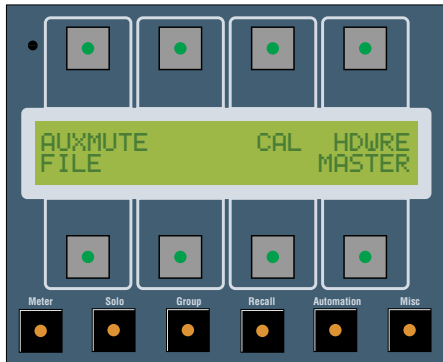 AUXMUTE CAL HDWRE
FILE MASTER
Meter Solo Group Recall Automation Misc